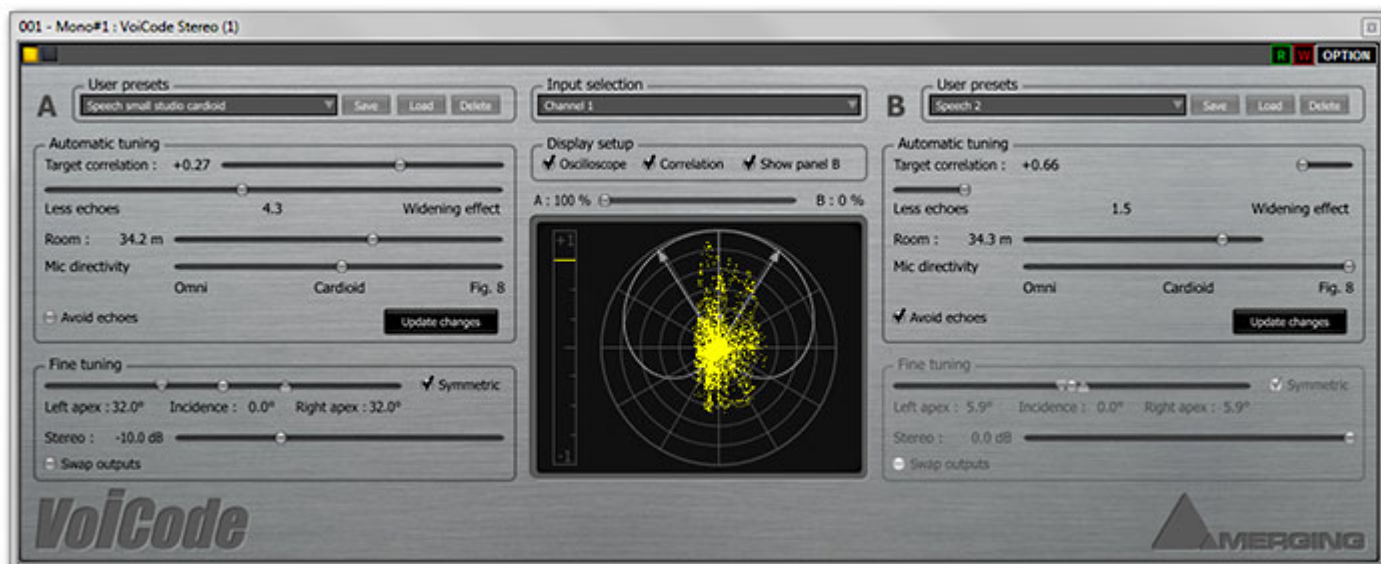 001 - Mono#1 : VoiCode Stereo (1)
R W OPTION
A
User presets
Speech small studio cardioid
Save Load Delete
Automatic tuning
Target correlation : +0.27
Less echoes 4.3 Widening effect
Room : 34.2 m
Mic directivity
Omni Cardioid Fig. 8
Avoid echoes
Update changes
Fine tuning
Symmetric
Left apex : 32.0° Incidence : 0.0° Right apex : 32.0°
Stereo : -10.0 dB
Swap outputs
VoiCode
Input selection
Channel 1
Display setup
Oscilloscope Correlation Show panel B
A : 100 % B : 0 %
+1
-1
B
User presets
Speech 2
Save Load Delete
Automatic tuning
Target correlation : +0.66
Less echoes 1.5 Widening effect
Room : 34.3 m
Mic directivity
Omni Cardioid Fig. 8
Avoid echoes
Update changes
Fine tuning
Symmetric
Left apex : 5.9° Incidence : 0.0° Right apex : 5.9°
Stereo : 0.0 dB
Swap outputs
MERGING